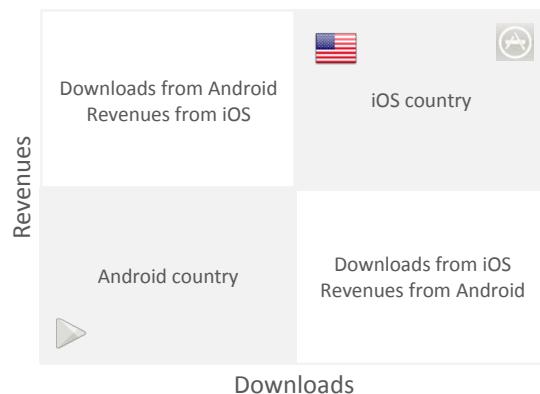 Downloads from Android
Revenues from iOS
iOS country
Revenues
Android country
Downloads from iOS
Revenues from Android
Downloads